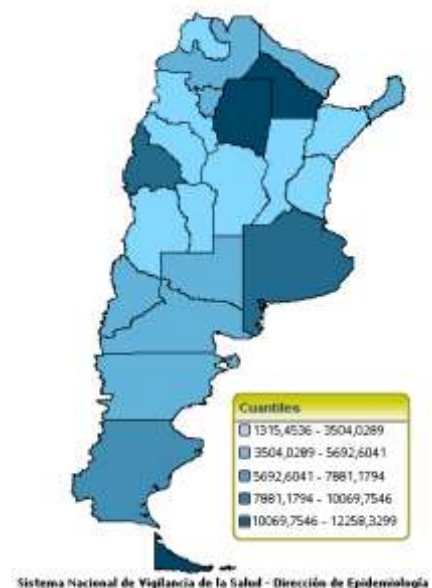 Cuantiles
1315,4536 - 3504,0289
3504,0289 - 5692,6041
5692,6041 - 7881,1794
7881,1794 - 10069,7546
10069,7546 - 12258,3299
Sistema Nacional de Vigilancia de la Salud - Dirección de Epidemiología